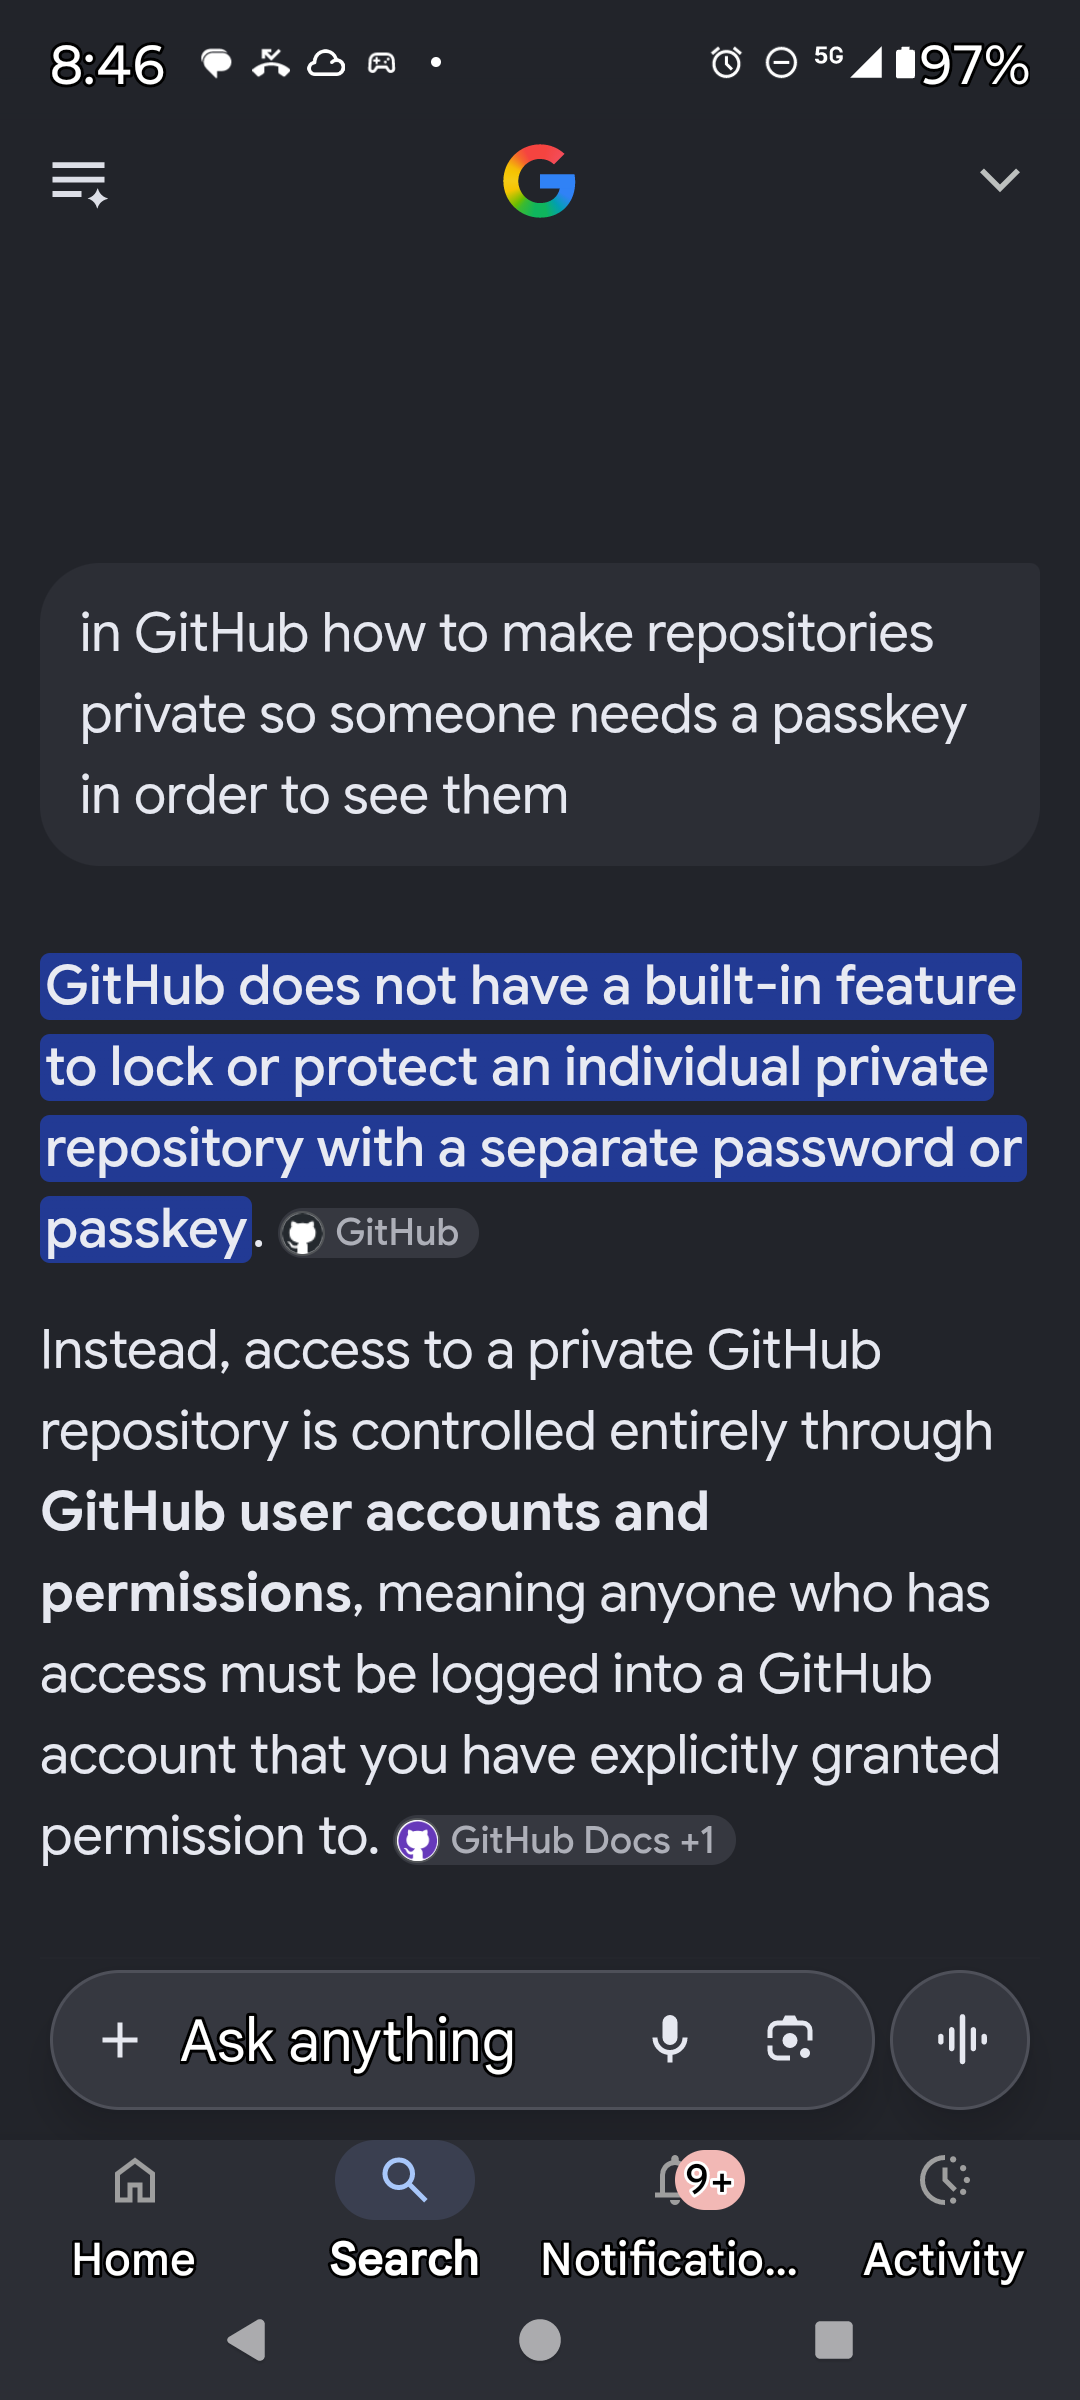 8:46
5G
97%
in GitHub how to make repositories
private so someone needs a passkey
in order to see them
GitHub does not have a built-in feature
to lock or protect an individual private
repository with a separate password or
passkey. GitHub
Instead, access to a private GitHub
repository is controlled entirely through
GitHub user accounts and
permissions, meaning anyone who has
access must be logged into a GitHub
account that you have explicitly granted
permission to. GitHub Docs +1
Ask anything
9+
Home
Search
Notificatio...
Activity